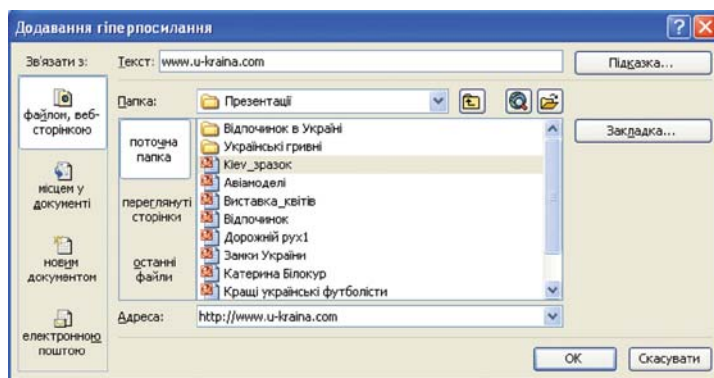 Додавання гіперпосилання
Зв'язати з:
Текст: www.u-kraina.com
Підказка...
файлом, веб-
сторінкою
місцем у
документі
новим
документом
електронною
поштою
Папка: Презентації
поточна
папка
переглянуті
сторінки
останні
файли
Відпочинок в Україні
Українські гривні
Kiev_зразок
Авіамоделі
Виставка_квітів
Відпочинок
Дорожній рух1
Замки України
Катерина Білокур
Кращі українські футболісти
Закладка...
Адреса: http://www.u-kraina.com
ОК Скасувати